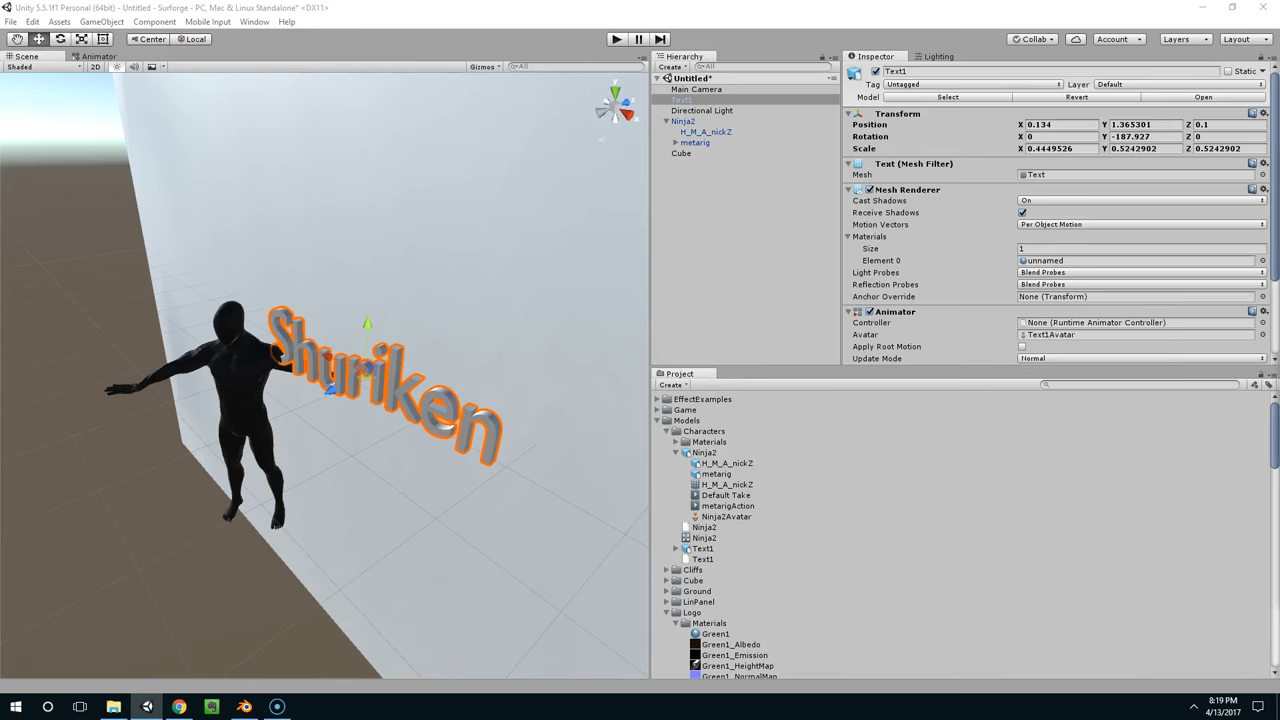 Unity 5.5.1f1 Personal (64bit) - Untitled - Surforge - PC, Mac & Linux Standalone* <DX11>
File Edit Assets GameObject Component Mobile Input Window Help
Center Local Collab Account Layers Layout
Scene Animator
Shaded 2D Gizmos All
y
x
z
Shuriken
Hierarchy
Create All
Untitled*
Main Camera
Text1
Directional Light
Ninja2
H_M_A_nickZ
metarig
Cube
Inspector Lighting
Text1 Static
Tag Untagged Layer Default
Model Select Revert Open
Transform
Position X 0.134 Y 1.365301 Z 0.1
Rotation X 0 Y -187.927 Z 0
Scale X 0.4449526 Y 0.5242902 Z 0.5242902
Text (Mesh Filter)
Mesh Text
Mesh Renderer
Cast Shadows On
Receive Shadows
Motion Vectors Per Object Motion
Materials
Size 1
Element 0 unnamed
Light Probes Blend Probes
Reflection Probes Blend Probes
Anchor Override None (Transform)
Animator
Controller None (Runtime Animator Controller)
Avatar Text1Avatar
Apply Root Motion
Update Mode Normal
Project
Create
EffectExamples
Game
Models
Characters
Materials
Ninja2
H_M_A_nickZ
metarig
H_M_A_nickZ
Default Take
metarigAction
Ninja2Avatar
Ninja2
Ninja2
Text1
Text1
Cliffs
Cube
Ground
LinPanel
Logo
Materials
Green1
Green1_Albedo
Green1_Emission
Green1_HeightMap
Green1_NormalMap
8:19 PM
4/13/2017